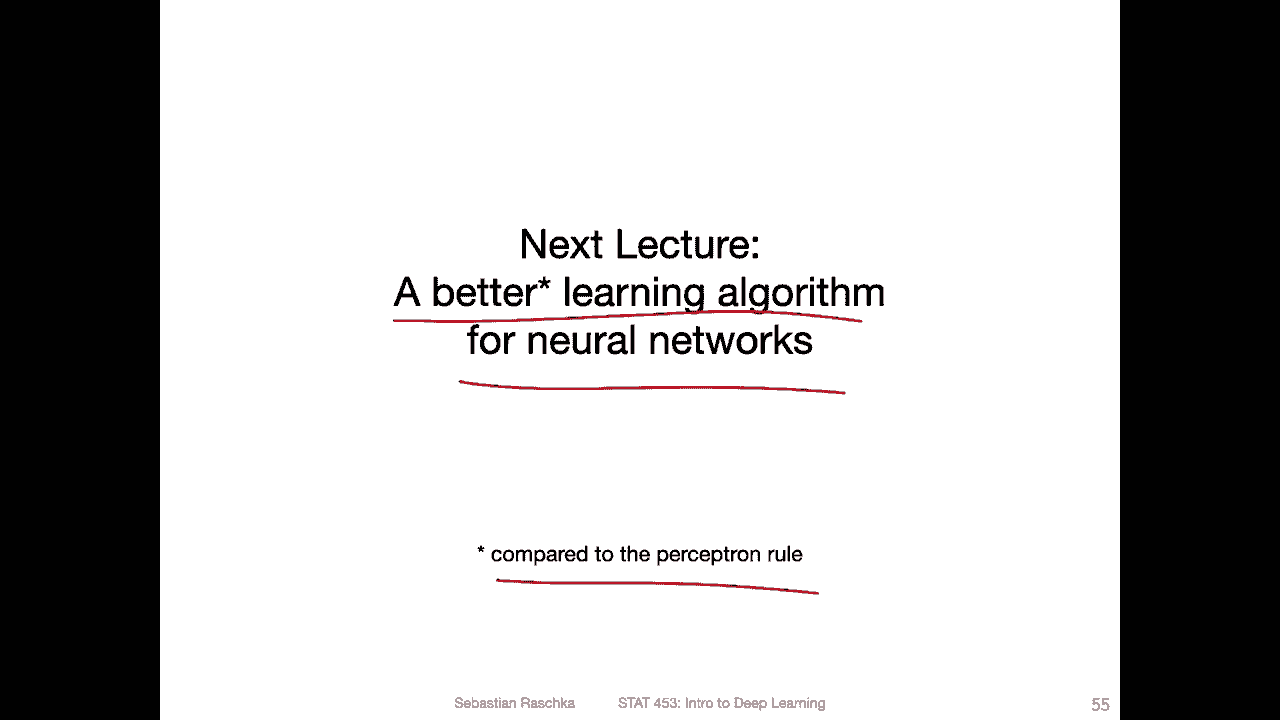 Next Lecture:
A better* learning algorithm
for neural networks
* compared to the perceptron rule
Sebastian Raschka STAT 453: Intro to Deep Learning 55